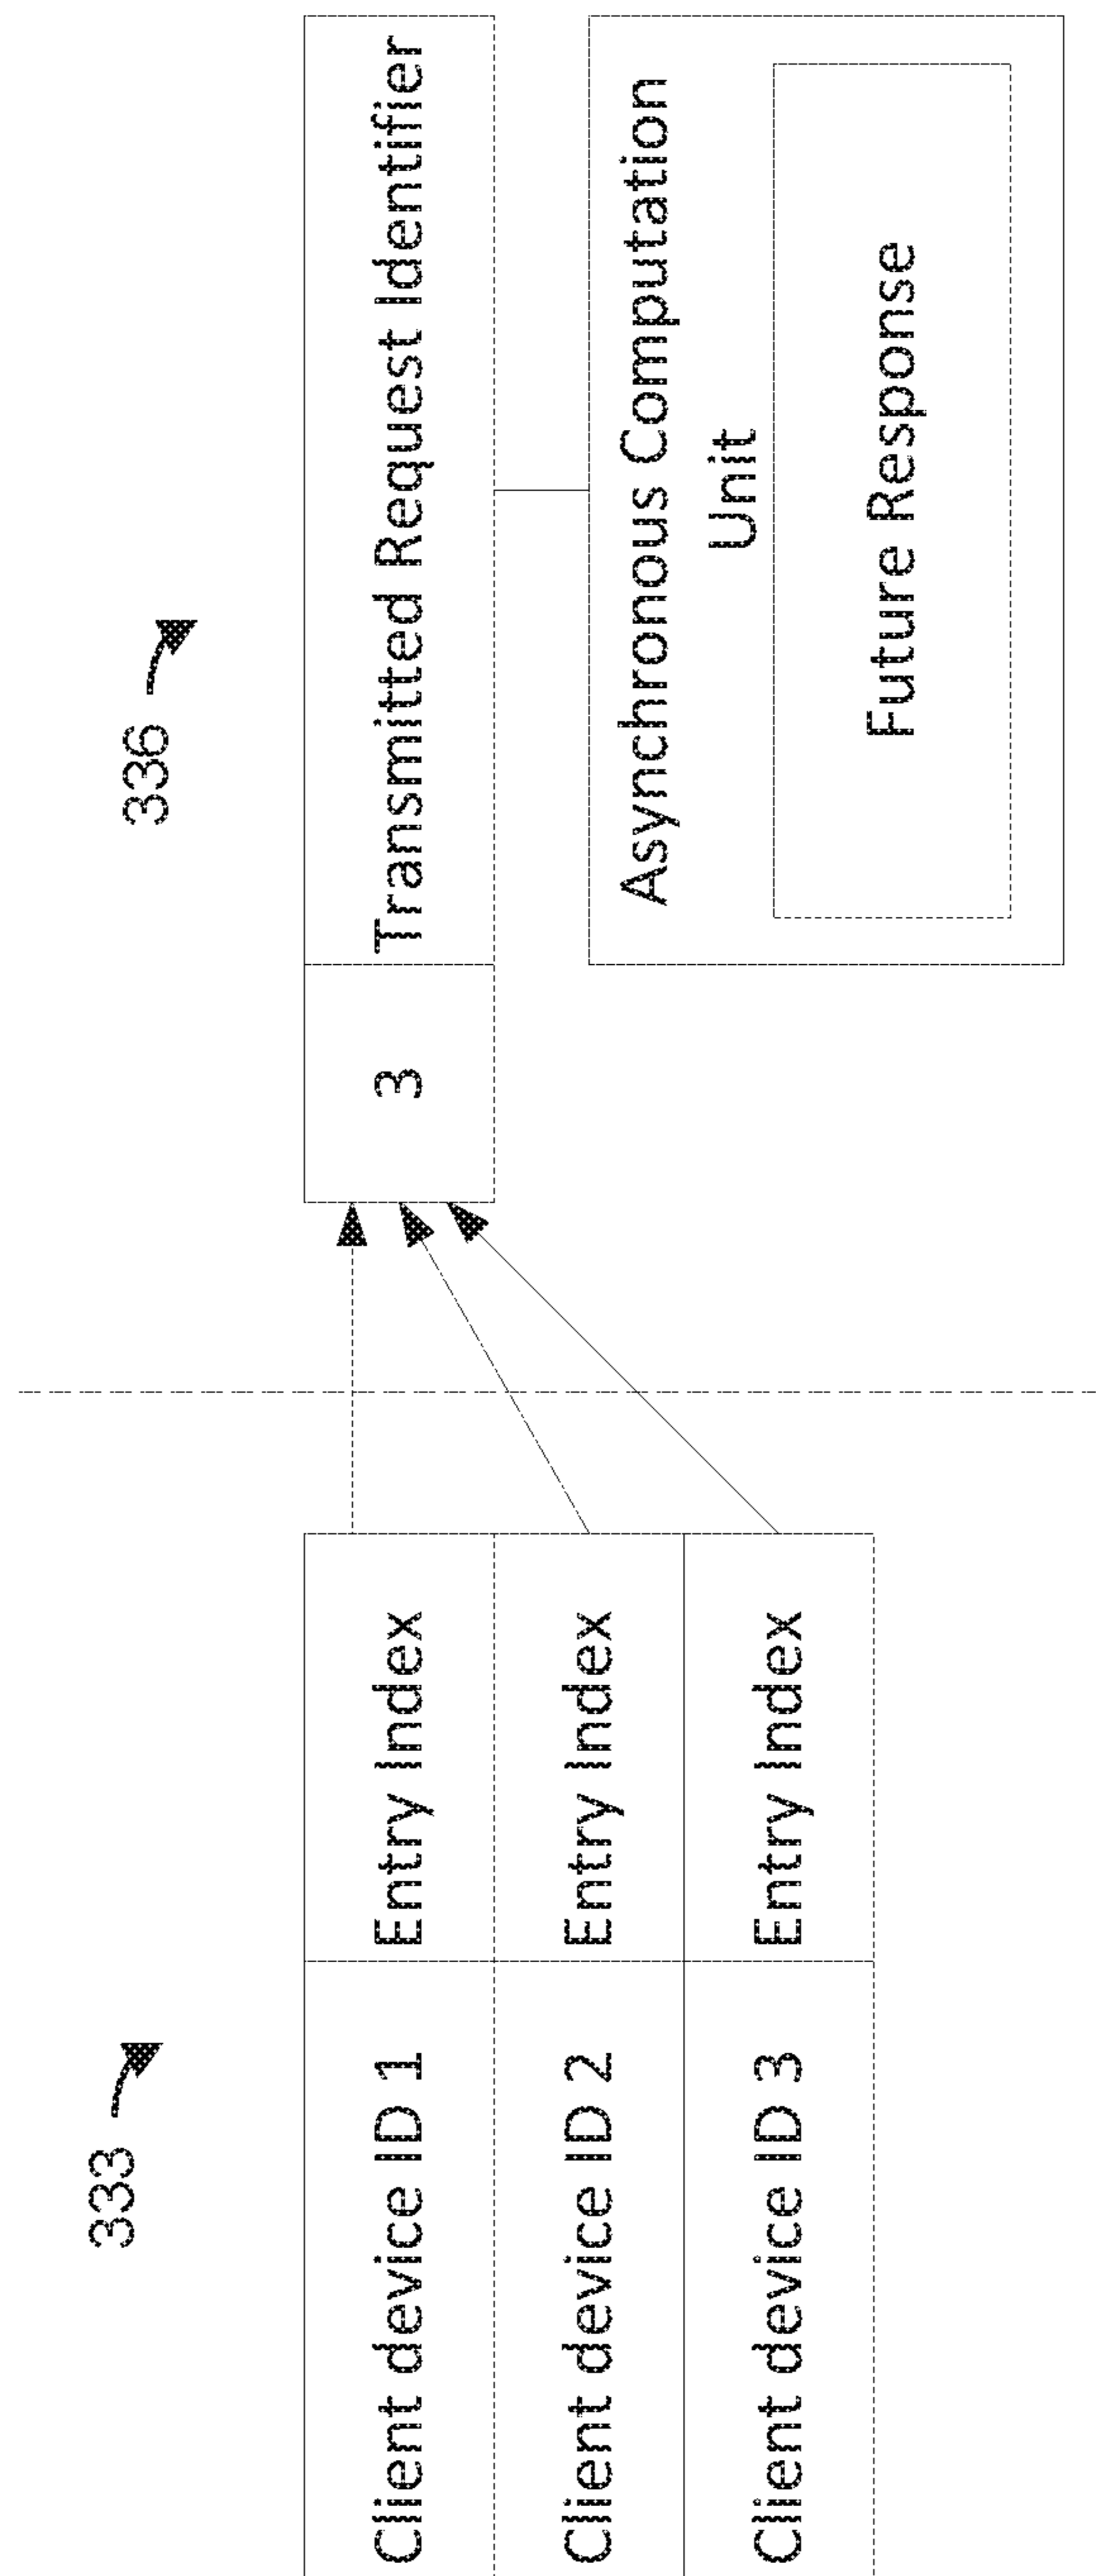 333
336
Client device ID 1
Entry Index
3
Transmitted Request Identifier
Client device ID 2
Entry Index
Client device ID 3
Entry Index
Asynchronous Computation
Unit
Future Response